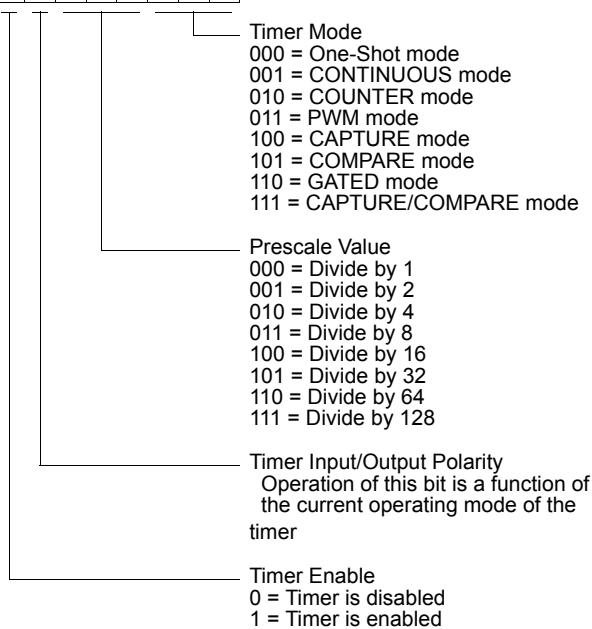 Timer Mode
000 = One-Shot mode
001 = CONTINUOUS mode
010 = COUNTER mode
011 = PWM mode
100 = CAPTURE mode
101 = COMPARE mode
110 = GATED mode
111 = CAPTURE/COMPARE mode
Prescale Value
000 = Divide by 1
001 = Divide by 2
010 = Divide by 4
011 = Divide by 8
100 = Divide by 16
101 = Divide by 32
110 = Divide by 64
111 = Divide by 128
Timer Input/Output Polarity
Operation of this bit is a function of
the current operating mode of the
timer
Timer Enable
0 = Timer is disabled
1 = Timer is enabled